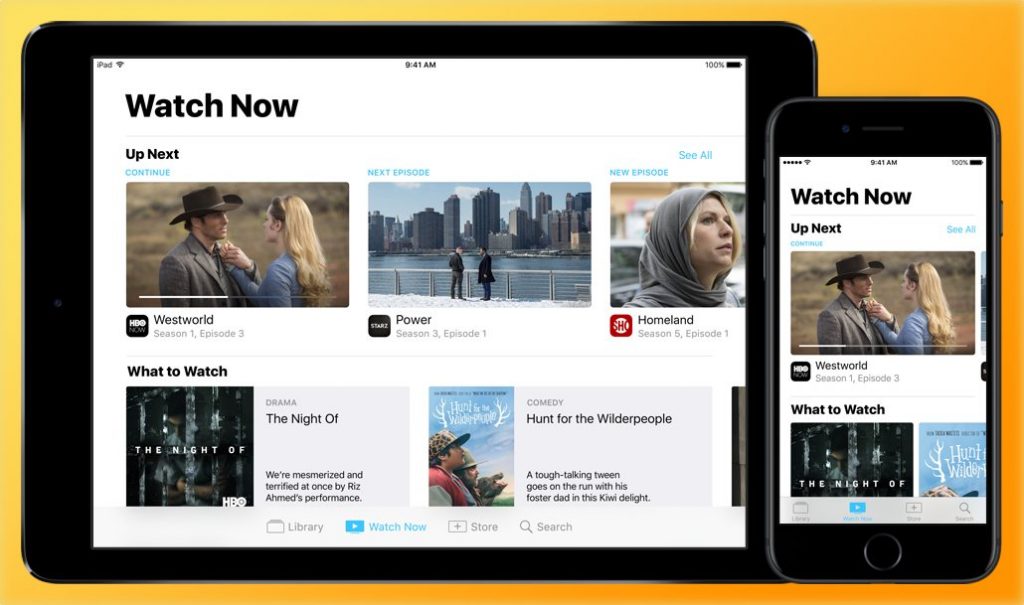 iPad 9:41 AM 100%
Watch Now
Up Next See All
CONTINUE NEXT EPISODE NEW EPISODE
HBO NOW Westworld
Season 1, Episode 3
STARZ Power
Season 3, Episode 1
SHO Homeland
Season 5, Episode 1
What to Watch
THE NIGHT OF
HBO
DRAMA
The Night Of
We're mesmerized and
terrified at once by Riz
Ahmed's performance.
Hunt for the
Wilderpeople
COMEDY
Hunt for the Wilderpeople
A tough-talking tween
goes on the run with his
foster dad in this Kiwi delight.
Library Watch Now Store Search
9:41 AM 100%
Watch Now
Up Next See All
CONTINUE
HBO NOW Westworld
Season 1, Episode 3
What to Watch
THE NIGHT OF
Hunt
Wilder
Library Watch Now Store Search